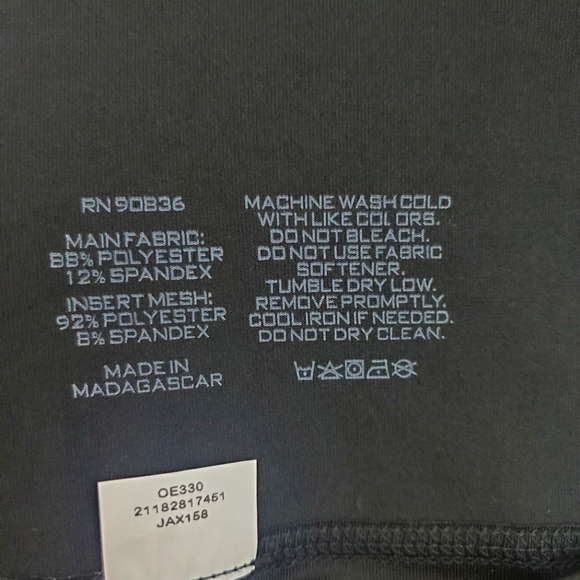 RN 90836
MAIN FABRIC:
88% POLYESTER
12% SPANDEX
INSERT MESH:
92% POLYESTER
8% SPANDEX
MADE IN
MADAGASCAR
MACHINE WASH COLD
WITH LIKE COLORS.
DO NOT BLEACH.
DO NOT USE FABRIC
SOFTENER.
TUMBLE DRY LOW.
REMOVE PROMPTLY.
COOL IRON IF NEEDED.
DO NOT DRY CLEAN.
OE330
21182817451
JAX158